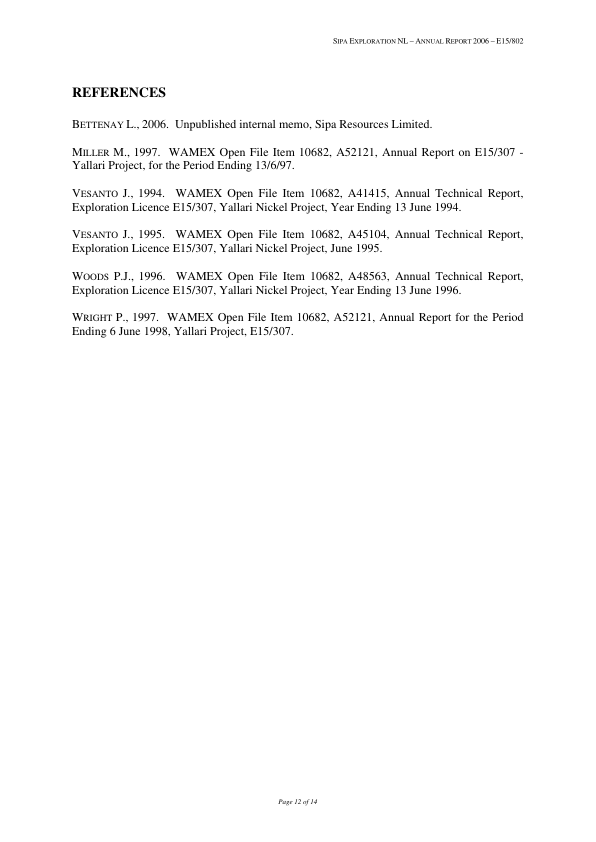 SIPA EXPLORATION NL – ANNUAL REPORT 2006 – E15/802
REFERENCES
BETTENAY L., 2006.  Unpublished internal memo, Sipa Resources Limited.
MILLER M., 1997.  WAMEX Open File Item 10682, A52121, Annual Report on E15/307 -
Yallari Project, for the Period Ending 13/6/97.
VESANTO J., 1994.  WAMEX Open File Item 10682, A41415, Annual Technical Report,
Exploration Licence E15/307, Yallari Nickel Project, Year Ending 13 June 1994.
VESANTO J., 1995.  WAMEX Open File Item 10682, A45104, Annual Technical Report,
Exploration Licence E15/307, Yallari Nickel Project, June 1995.
WOODS P.J., 1996.  WAMEX Open File Item 10682, A48563, Annual Technical Report,
Exploration Licence E15/307, Yallari Nickel Project, Year Ending 13 June 1996.
WRIGHT P., 1997.  WAMEX Open File Item 10682, A52121, Annual Report for the Period
Ending 6 June 1998, Yallari Project, E15/307.
Page 12 of 14